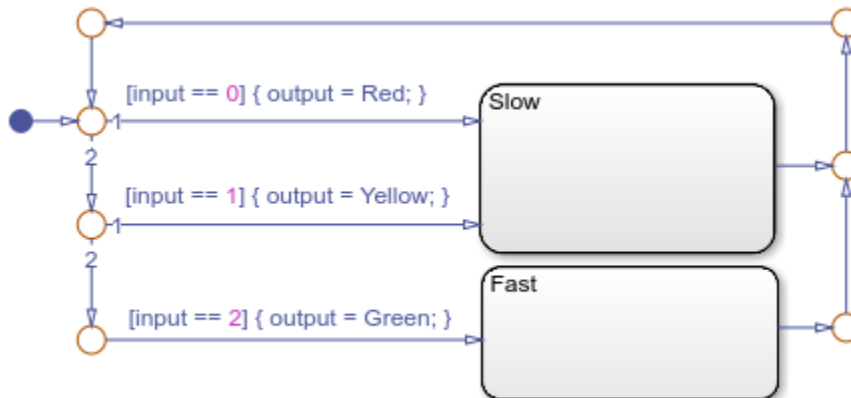 [input == 0] { output = Red; }
Slow
1
2
[input == 1] { output = Yellow; }
1
2
Fast
[input == 2] { output = Green; }